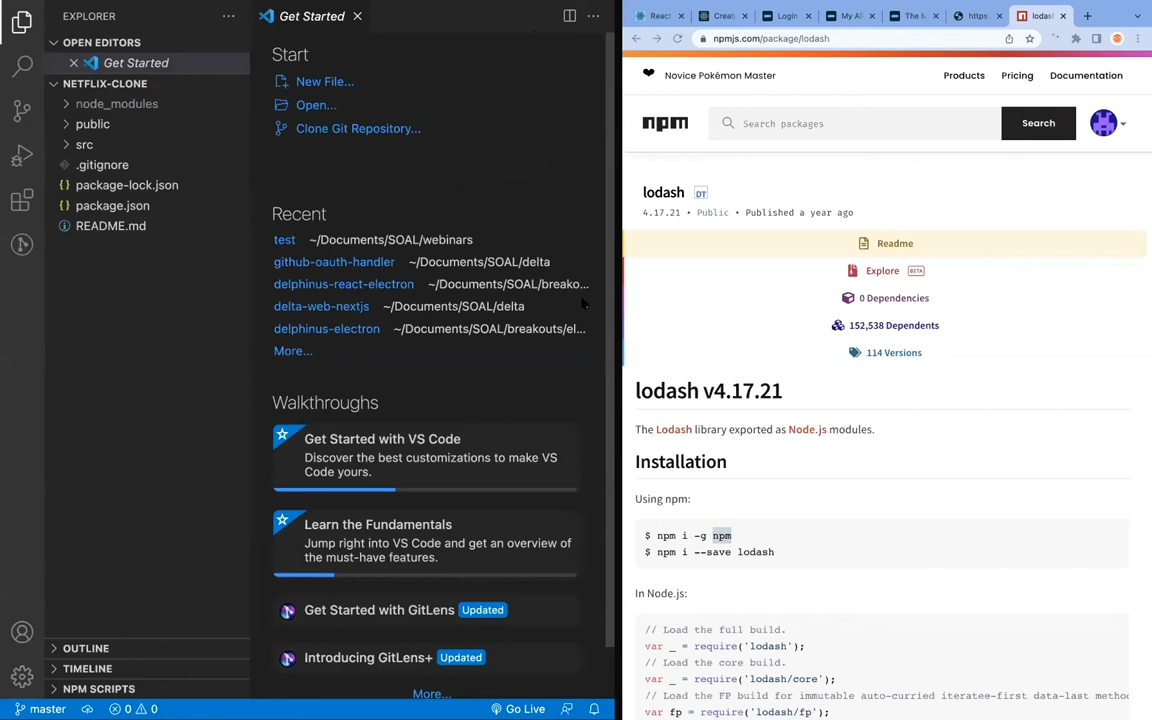 EXPLORER
OPEN EDITORS
Get Started
NETFLIX-CLONE
node_modules
public
src
.gitignore
{} package-lock.json
{} package.json
README.md
OUTLINE
TIMELINE
NPM SCRIPTS
Get Started
Start
New File...
Open...
Clone Git Repository...
Recent
test ~/Documents/SOAL/webinars
github-oauth-handler ~/Documents/SOAL/delta
delphinus-react-electron ~/Documents/SOAL/breako...
delta-web-nextjs ~/Documents/SOAL/delta
delphinus-electron ~/Documents/SOAL/breakouts/el...
More...
Walkthroughs
Get Started with VS Code
Discover the best customizations to make VS
Code yours.
Learn the Fundamentals
Jump right into VS Code and get an overview of
the must-have features.
Get Started with GitLens Updated
Introducing GitLens+ Updated
More...
master 0 0 Go Live
React Create Login My AP The M https: lodas
npmjs.com/package/lodash
Novice Pokémon Master Products Pricing Documentation
npm Search packages Search
lodash DT
4.17.21 • Public • Published a year ago
Readme
Explore BETA
0 Dependencies
152,538 Dependents
114 Versions
lodash v4.17.21
The Lodash library exported as Node.js modules.
Installation
Using npm:
$ npm i -g npm
$ npm i --save lodash
In Node.js:
// Load the full build.
var _ = require('lodash');
// Load the core build.
var _ = require('lodash/core');
// Load the FP build for immutable auto-curried iteratee-first data-last metho
var fp = require('lodash/fp');